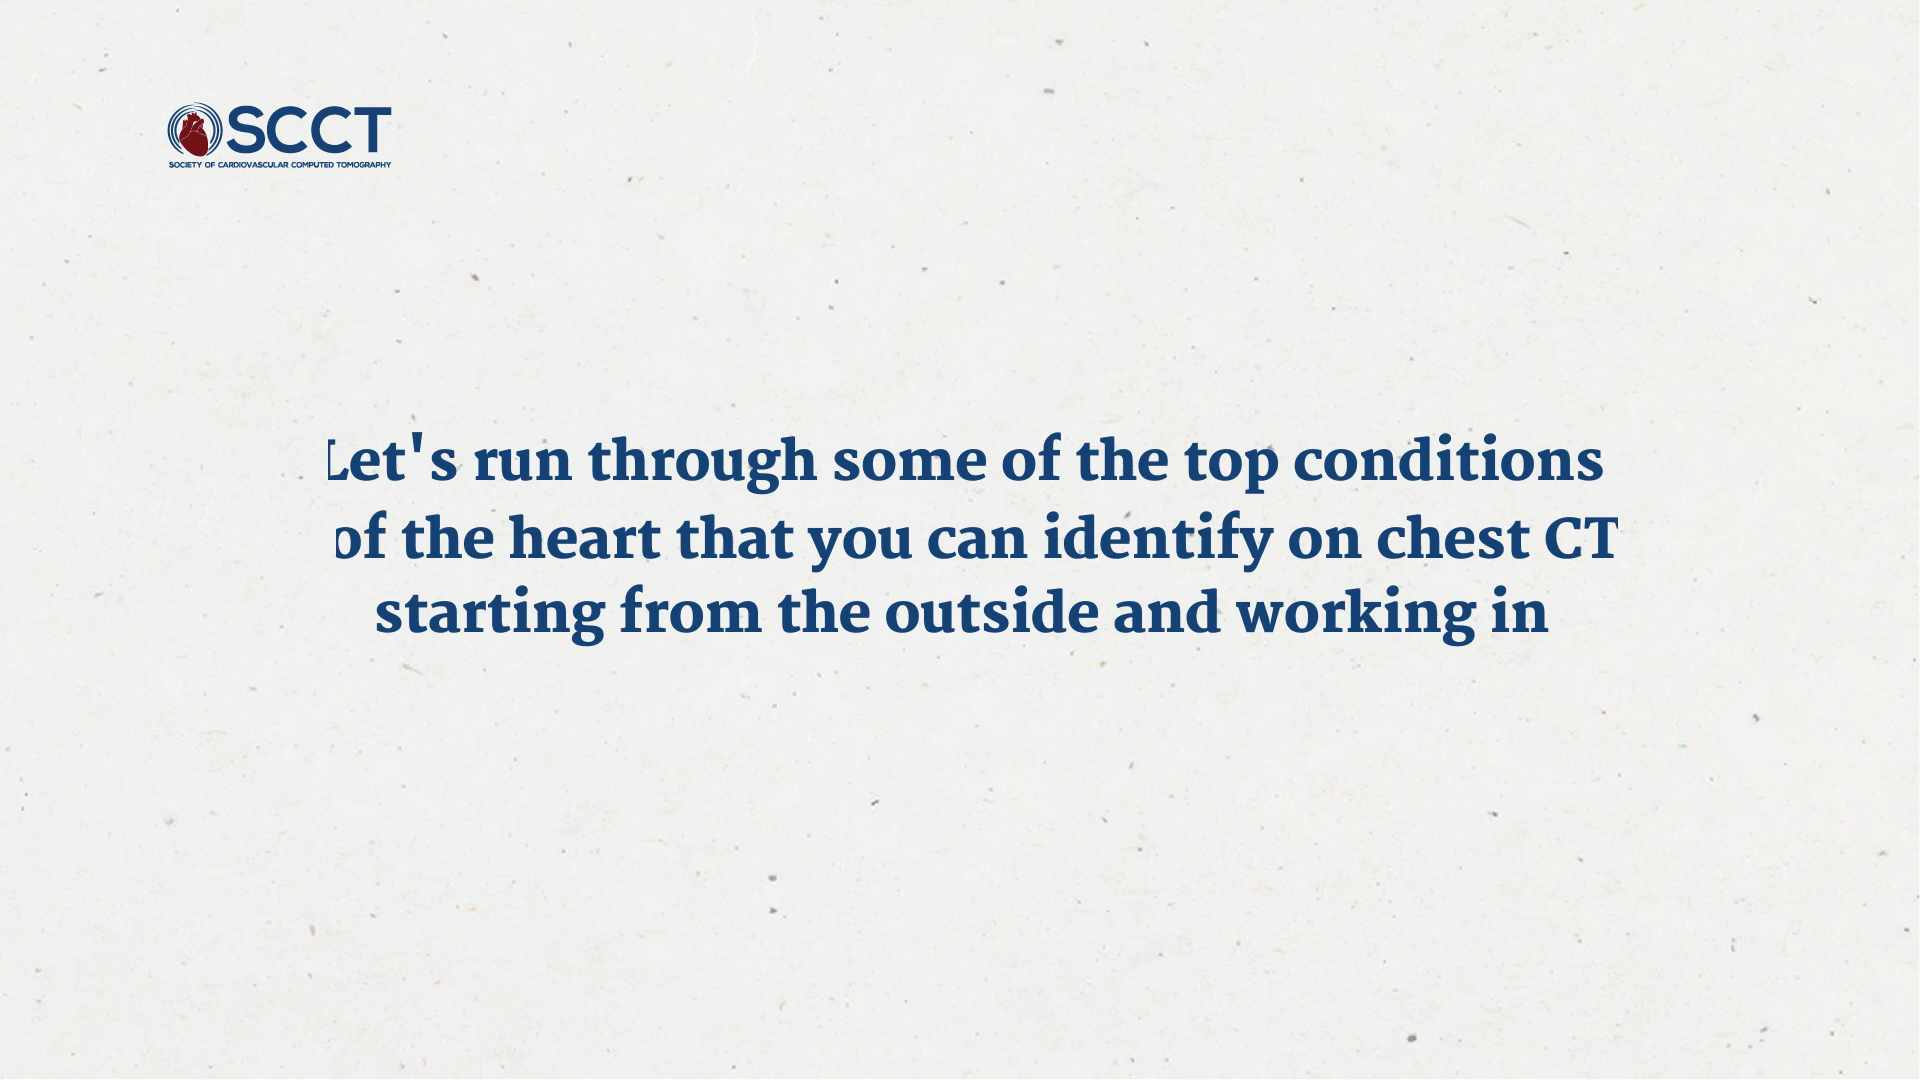 SCCT
SOCIETY OF CARDIOVASCULAR COMPUTED TOMOGRAPHY
Let's run through some of the top conditions
of the heart that you can identify on chest CT
starting from the outside and working in